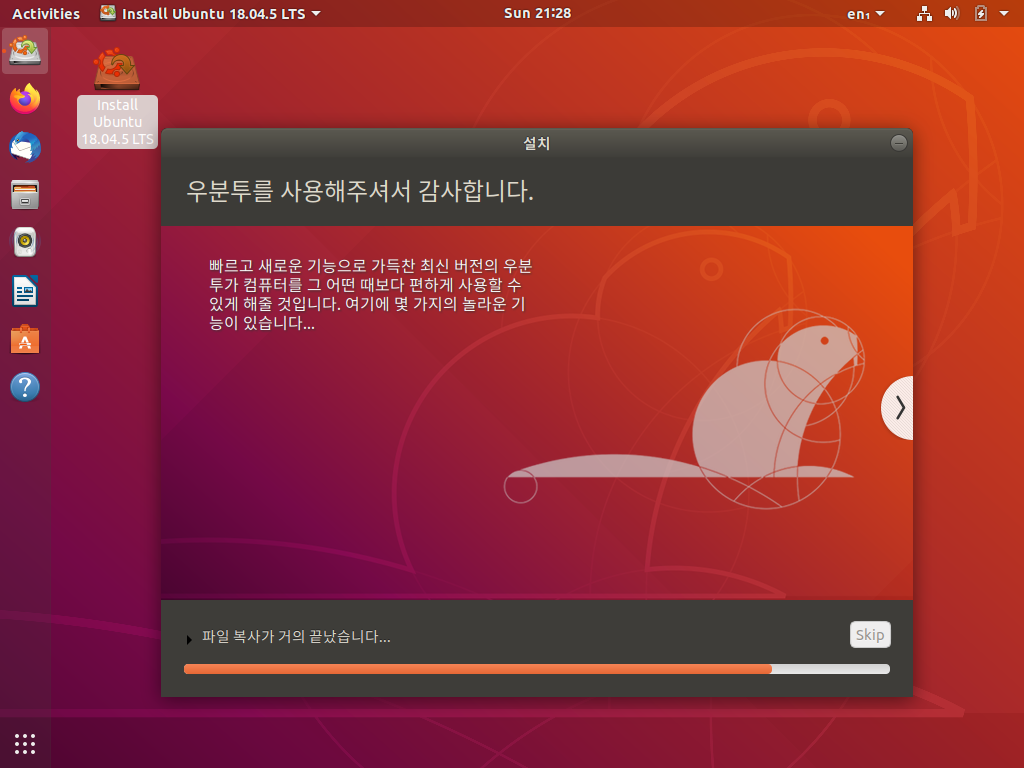 Activities
Install Ubuntu 18.04.5 LTS
Sun 21:28
en₁
Install
Ubuntu
18.04.5 LTS
설치
우분투를 사용해주셔서 감사합니다.
빠르고 새로운 기능으로 가득찬 최신 버전의 우분
투가 컴퓨터를 그 어떤 때보다 편하게 사용할 수
있게 해줄 것입니다. 여기에 몇 가지의 놀라운 기
능이 있습니다...
파일 복사가 거의 끝났습니다...
Skip